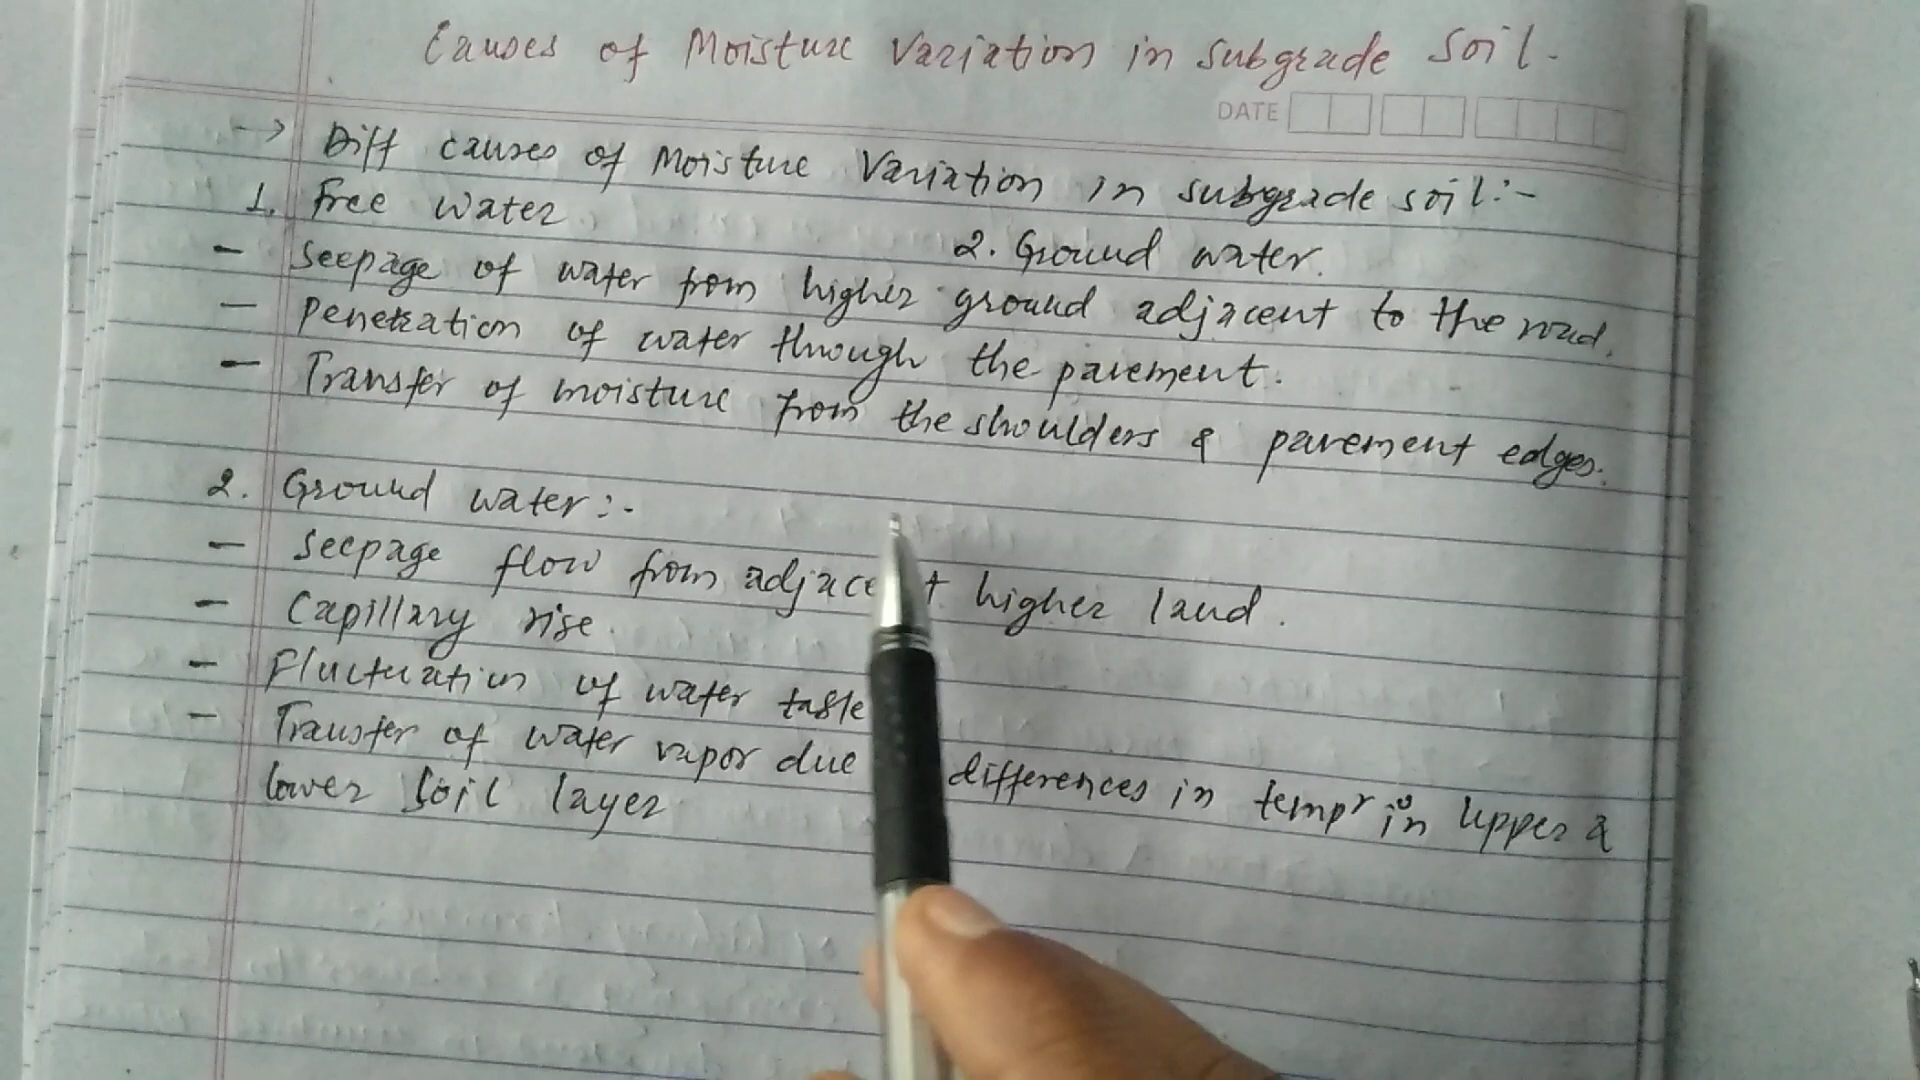 Causes of Moisture Variation in Subgrade Soil.
DATE
-> Diff causes of Moisture Variation in subgrade soil:-
1. Free water
2. Ground water.
- Seepage of water from higher ground adjacent to the road.
- Penetration of water through the pavement.
- Transfer of moisture from the shoulders & pavement edges.
2. Ground water:-
- Seepage flow from adjace t higher land.
- Capillary rise
- Fluctuation of water table
- Transfer of water vapor due differences in tempr in upper &
lower Soil layer